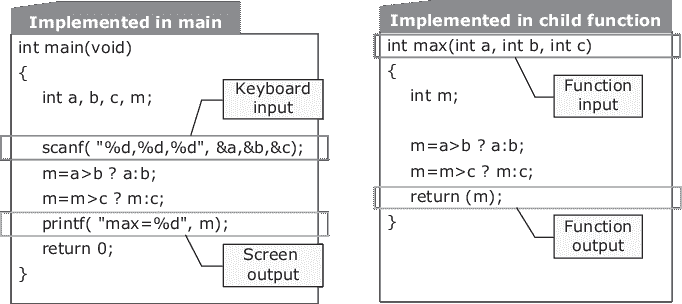 Implemented in main
int main(void)
{
int a, b, c, m;
Keyboard
input
scanf( "%d,%d,%d", &a,&b,&c);
m=a>b ? a:b;
m=m>c ? m:c;
printf( "max=%d", m);
return 0;
Screen
output
}
Implemented in child function
int max(int a, int b, int c)
{
Function
input
int m;
m=a>b ? a:b;
m=m>c ? m:c;
return (m);
}
Function
output